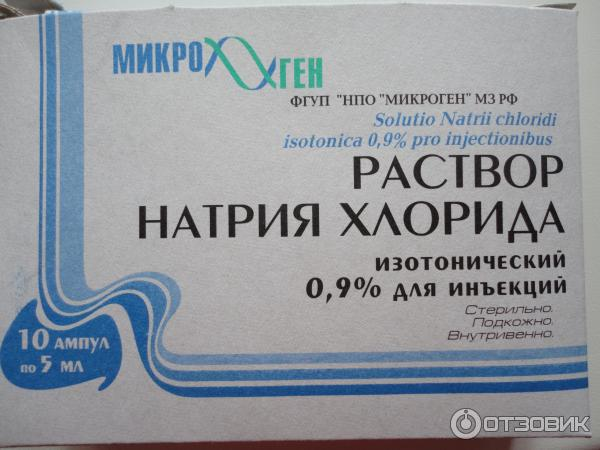 МИКРОГЕН
ФГУП "НПО "МИКРОГЕН" МЗ РФ
Solutio Natrii chloridi
isotonica 0,9% pro injectionibus
РАСТВОР
НАТРИЯ ХЛОРИДА
ИЗОТОНИЧЕСКИЙ
0,9% ДЛЯ ИНЪЕКЦИЙ
Стерильно.
Подкожно.
Внутривенно.
10 АМПУЛ
по 5 мл
ОТЗОВИК